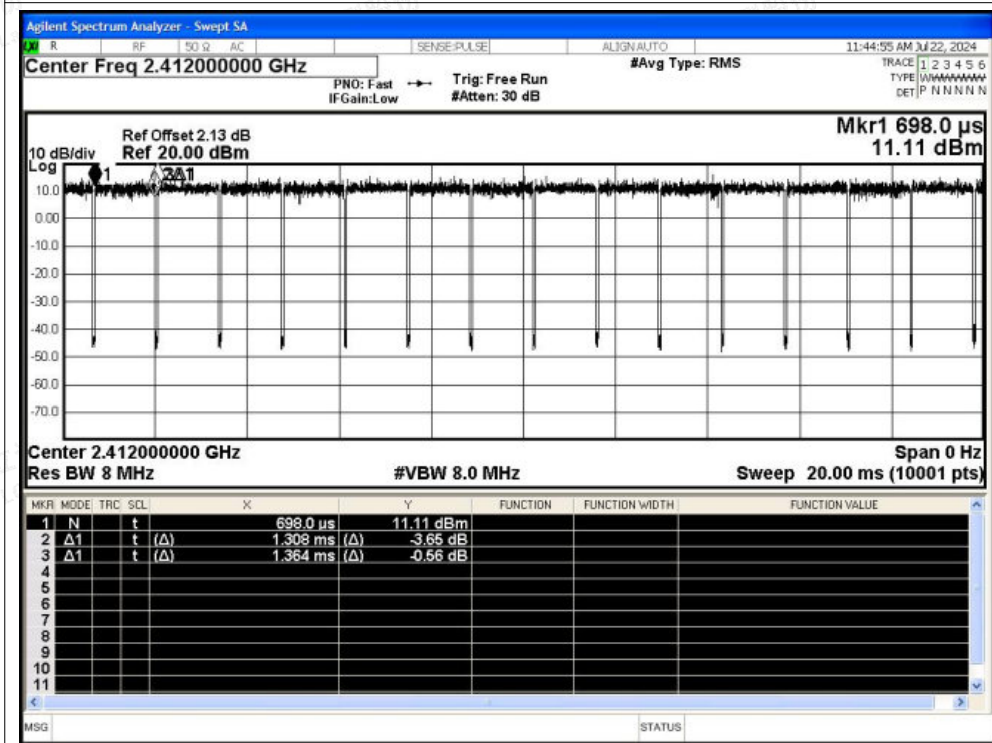 Agilent Spectrum Analyzer - Swept SA
LXI R RF 50 Ω AC SENSE:PULSE ALIGN AUTO 11:44:55 AM Jul 22, 2024
Center Freq 2.412000000 GHz #Avg Type: RMS TRACE 1 2 3 4 5 6
PNO: Fast Trig: Free Run TYPE WWWWWW
IFGain:Low #Atten: 30 dB DET P N N N N N
Mkr1 698.0 µs
Ref Offset 2.13 dB
10 dB/div Ref 20.00 dBm 11.11 dBm
Log
1 3Δ1
10.0
0.00
-10.0
-20.0
-30.0
-40.0
-50.0
-60.0
-70.0
Center 2.412000000 GHz Span 0 Hz
Res BW 8 MHz #VBW 8.0 MHz Sweep 20.00 ms (10001 pts)
MKR MODE TRC SCL X Y FUNCTION FUNCTION WIDTH FUNCTION VALUE
1 N t 698.0 µs 11.11 dBm
2 Δ1 t (Δ) 1.308 ms (Δ) -3.65 dB
3 Δ1 t (Δ) 1.364 ms (Δ) -0.56 dB
4
5
6
7
8
9
10
11
MSG STATUS